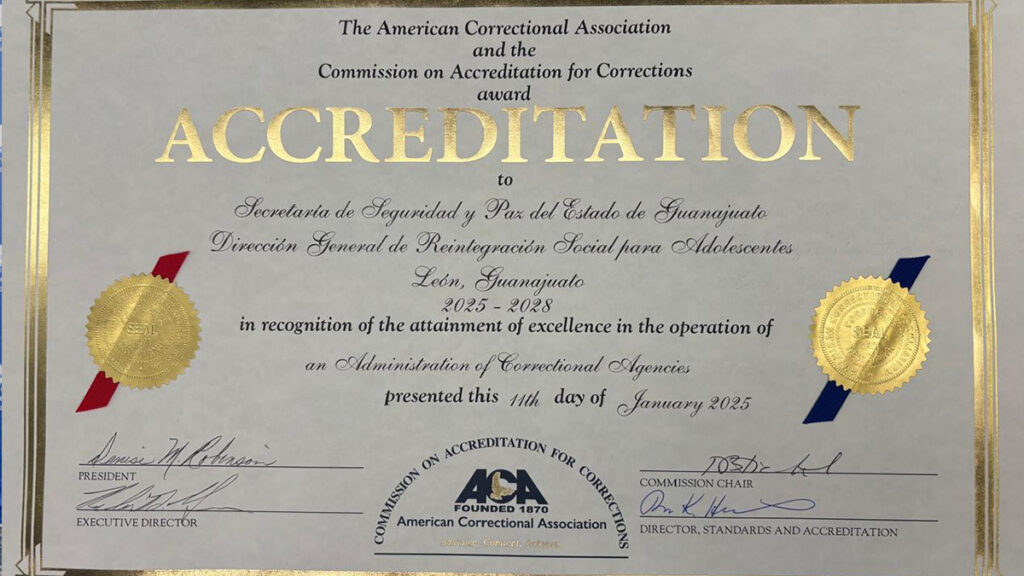 The American Correctional Association
and the
Commission on Accreditation for Corrections
award
ACCREDITATION
to
Secretaría de Seguridad y Paz del Estado de Guanajuato
Dirección General de Reintegración Social para Adolescentes
León, Guanajuato
2025 - 2028
in recognition of the attainment of excellence in the operation of
an Administration of Correctional Agencies
presented this 11th day of January 2025
SEAL
SEAL
Denise M Robinson
PRESIDENT
EXECUTIVE DIRECTOR
COMMISSION ON ACCREDITATION FOR CORRECTIONS
ACA
FOUNDED 1870
American Correctional Association
COMMISSION CHAIR
DIRECTOR, STANDARDS AND ACCREDITATION